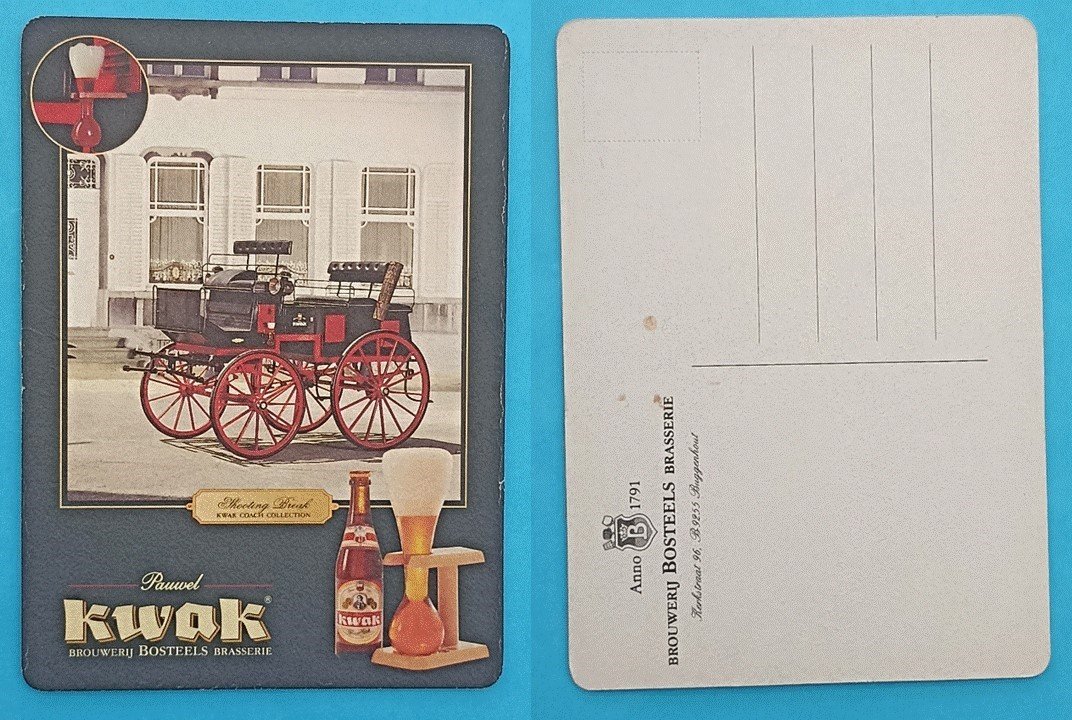 Shooting Break
KWAK COACH COLLECTION
Pauwel
kwak®
BROUWERIJ BOSTEELS BRASSERIE
kwak
Anno 1791
B
BROUWERIJ BOSTEELS BRASSERIE
Kerkstraat 96, B.9255 Buggenhout